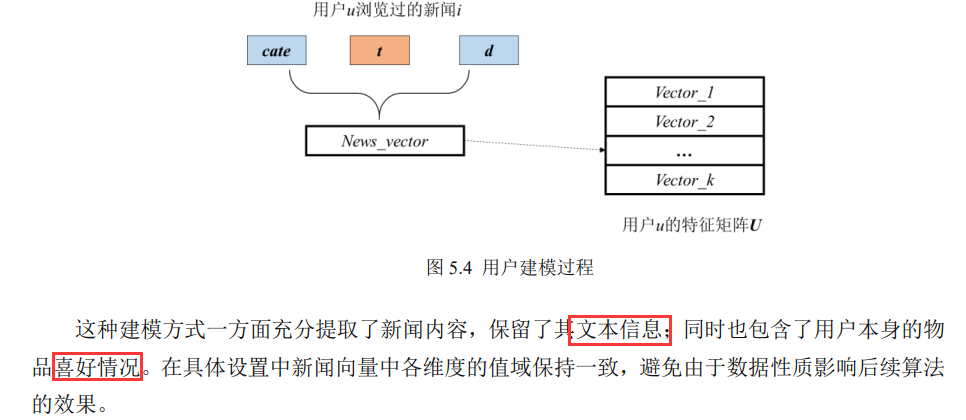 用户u浏览过的新闻i
cate
t
d
News_vector
Vector_1
Vector_2
...
Vector_k
用户u的特征矩阵U
图 5.4 用户建模过程
这种建模方式一方面充分提取了新闻内容，保留了其文本信息；同时也包含了用户本身的物
品喜好情况。在具体设置中新闻向量中各维度的值域保持一致，避免由于数据性质影响后续算法
的效果。